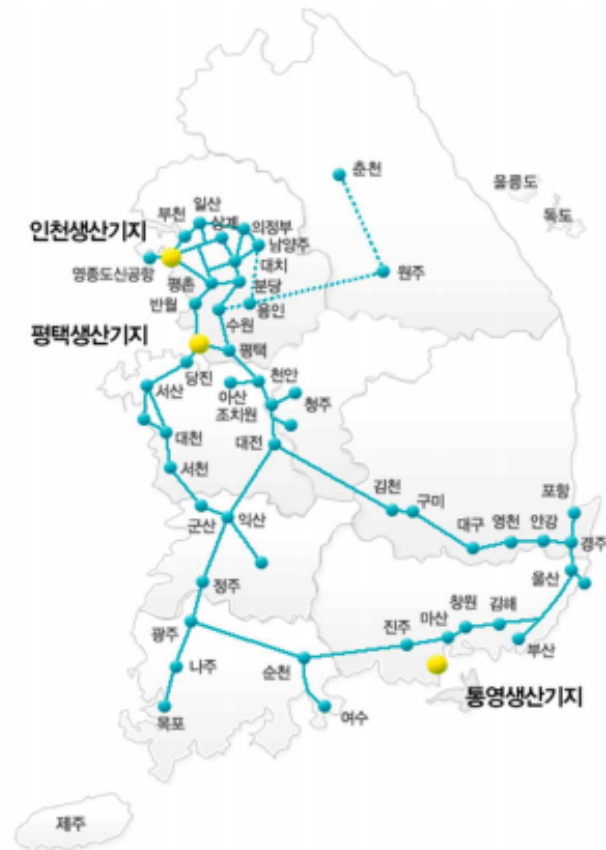 춘천
울릉도
독도
일산
부천
상계
의정부
인천생산기지
남양주
대치
영종도신공항
평촌
분당
원주
반월
용인
수원
평택생산기지
평택
당진
천안
서산
아산
청주
조치원
대천
대전
서천
김천
구미
포항
군산
익산
대구
영천
안강
경주
울산
정주
창원
김해
마산
광주
진주
부산
나주
순천
통영생산기지
목포
여수
제주